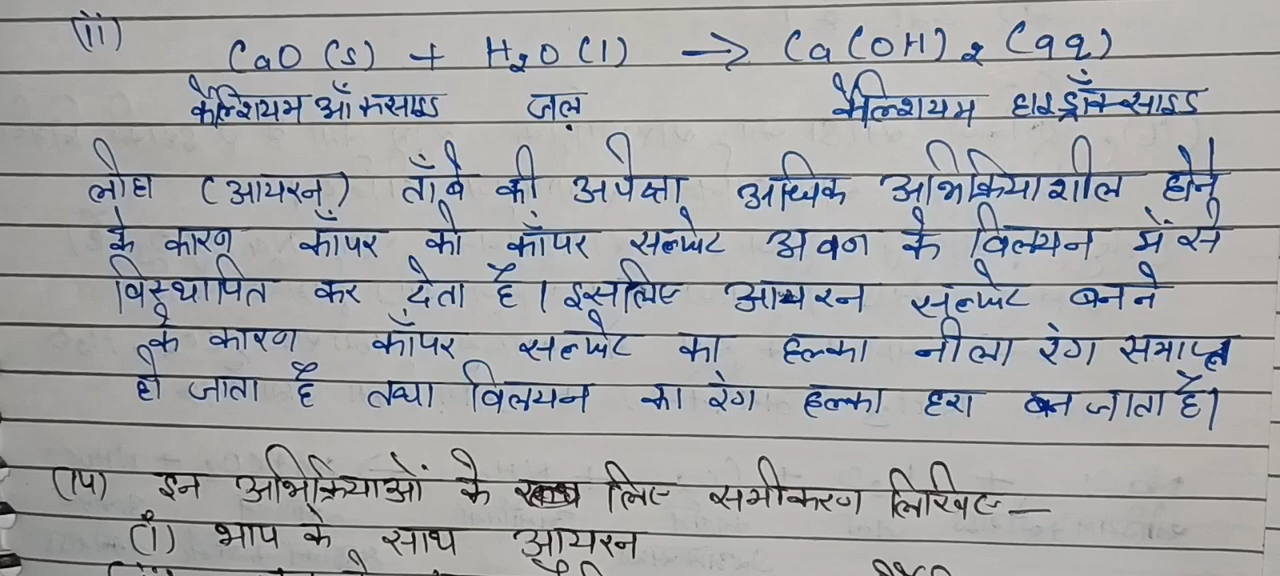 (ii)
CaO (s) + H₂O (l) → Ca(OH)₂ (aq)
कैल्शियम ऑक्साइड जल कैल्शियम हाइड्रॉक्साइड
लोहा (आयरन) ताँबे की अपेक्षा अधिक अभिक्रियाशील होने
के कारण कॉपर को कॉपर सल्फेट लवण के विलयन में से
विस्थापित कर देता है। इसलिए आयरन सल्फेट बनने
के कारण कॉपर सल्फेट का हल्का नीला रंग समाप्त
हो जाता है तथा विलयन का रंग हल्का हरा बन जाता है।
इन अभिक्रियाओं के लिए समीकरण लिखिए —
(i) भाप के साथ आयरन